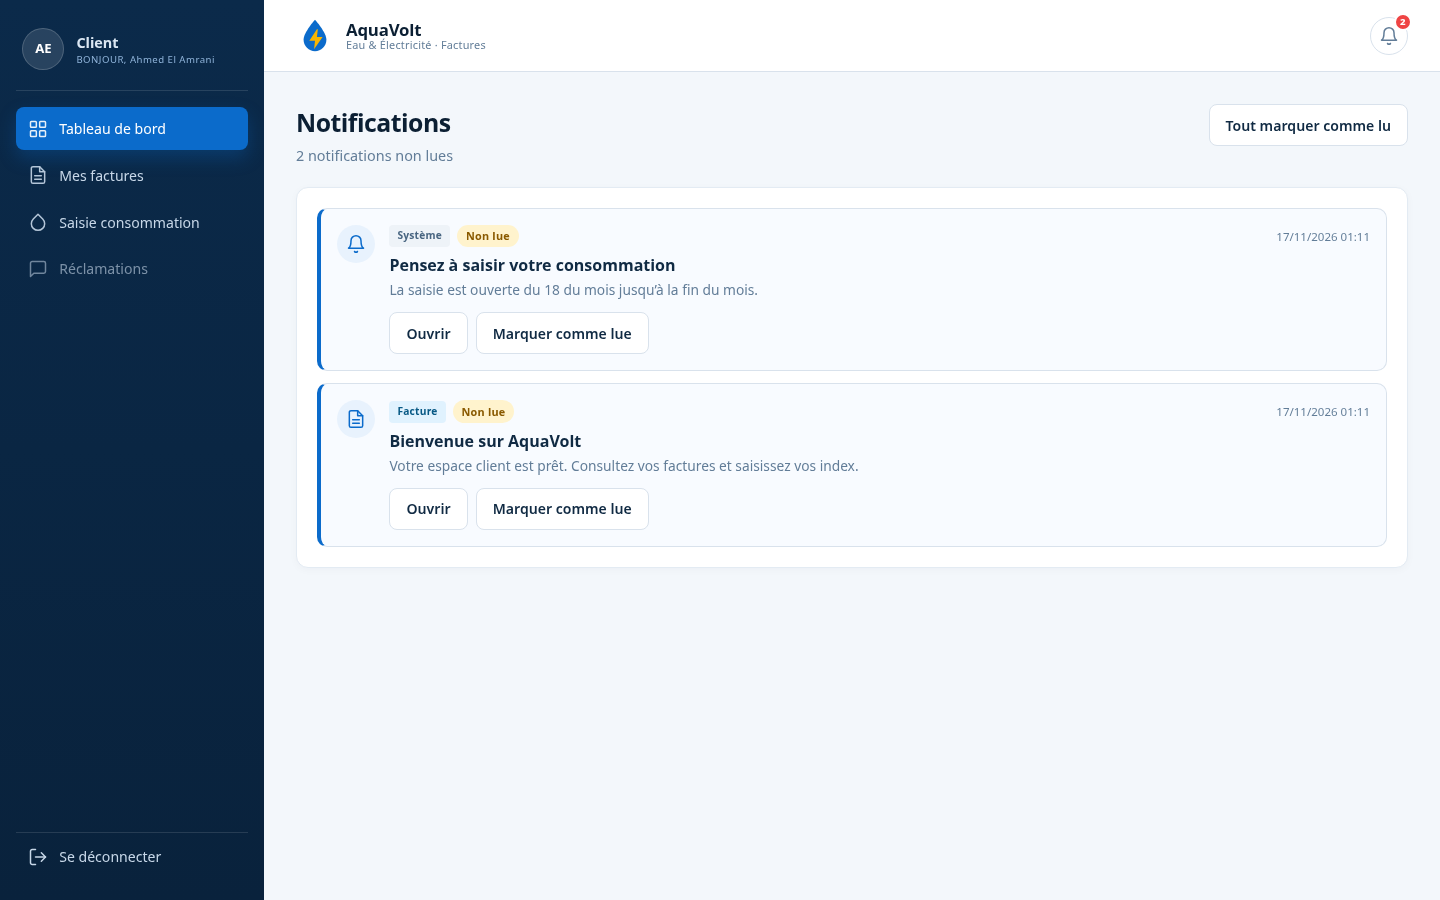 AE
Client
BONJOUR, Ahmed El Amrani
Tableau de bord
Mes factures
Saisie consommation
Réclamations
Se déconnecter
AquaVolt
Eau & Électricité · Factures
2
Notifications
2 notifications non lues
Tout marquer comme lu
Système
Non lue
17/11/2026 01:11
Pensez à saisir votre consommation
La saisie est ouverte du 18 du mois jusqu'à la fin du mois.
Ouvrir
Marquer comme lue
Facture
Non lue
17/11/2026 01:11
Bienvenue sur AquaVolt
Votre espace client est prêt. Consultez vos factures et saisissez vos index.
Ouvrir
Marquer comme lue